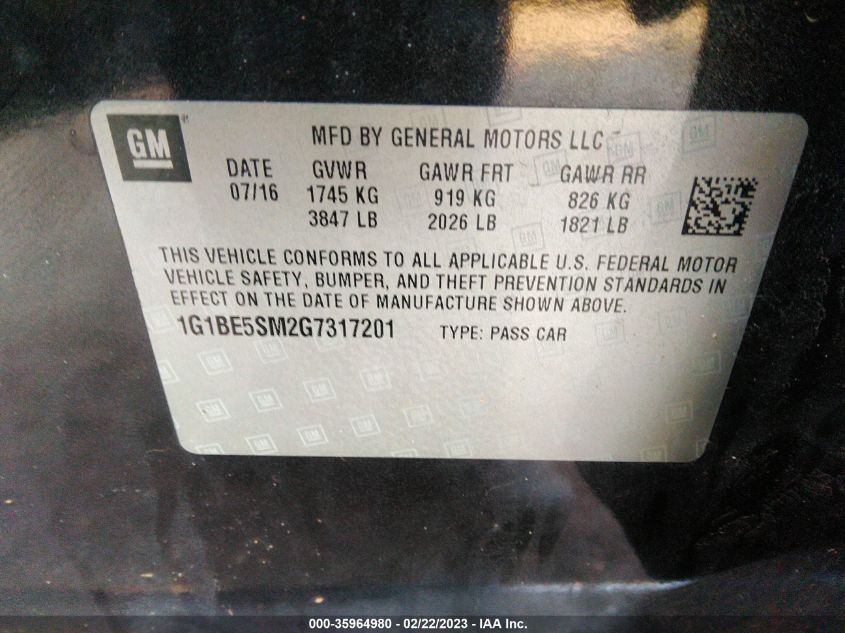 GM
MFD BY GENERAL MOTORS LLC
DATE GVWR GAWR FRT GAWR RR
07/16 1745 KG 919 KG 826 KG
3847 LB 2026 LB 1821 LB
THIS VEHICLE CONFORMS TO ALL APPLICABLE U.S. FEDERAL MOTOR
VEHICLE SAFETY, BUMPER, AND THEFT PREVENTION STANDARDS IN
EFFECT ON THE DATE OF MANUFACTURE SHOWN ABOVE.
1G1BE5SM2G7317201 TYPE: PASS CAR
000-35964980 - 02/22/2023 - IAA Inc.